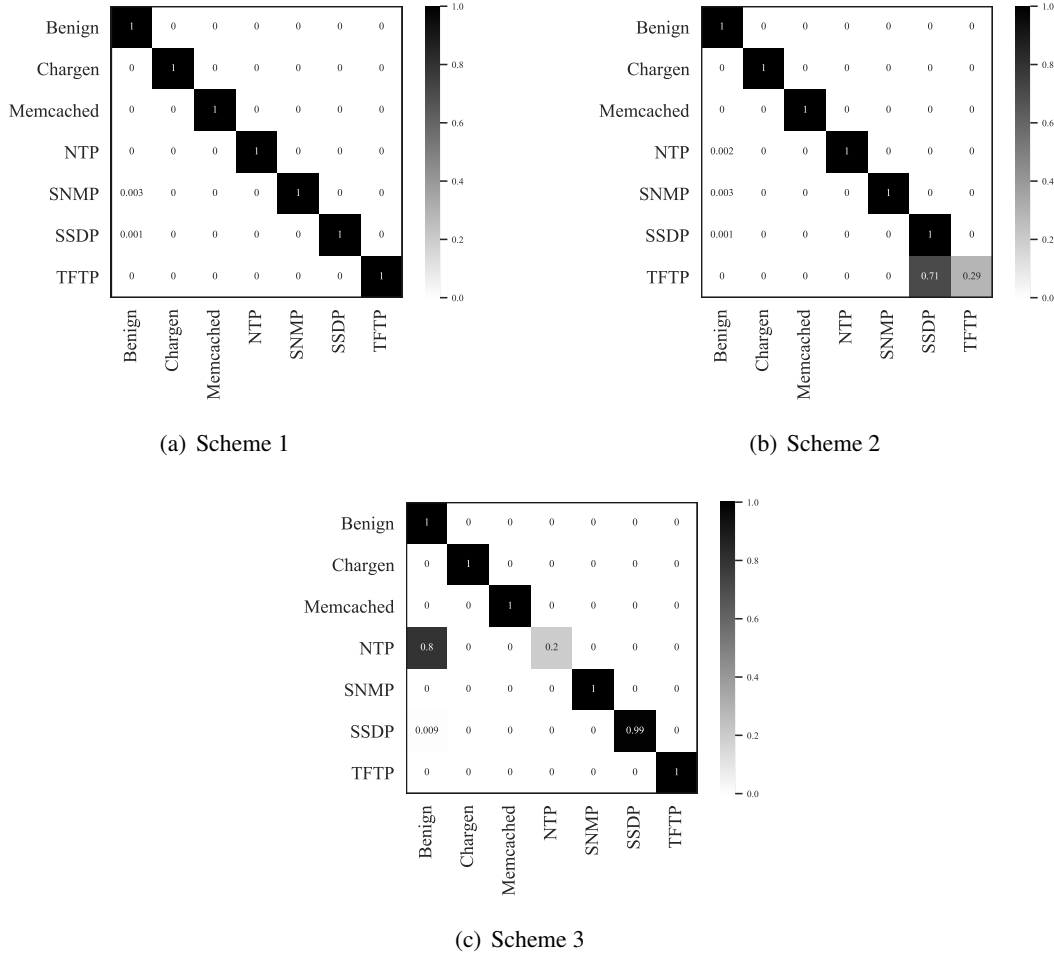 Benign 1 0 0 0 0 0 0
Chargen 0 1 0 0 0 0 0
Memcached 0 0 1 0 0 0 0
NTP 0 0 0 1 0 0 0
SNMP 0.003 0 0 0 1 0 0
SSDP 0.001 0 0 0 0 1 0
TFTP 0 0 0 0 0 0 1
Benign Chargen Memcached NTP SNMP SSDP TFTP
1.0
0.8
0.6
0.4
0.2
0.0
(a) Scheme 1
Benign 1 0 0 0 0 0 0
Chargen 0 1 0 0 0 0 0
Memcached 0 0 1 0 0 0 0
NTP 0.002 0 0 1 0 0 0
SNMP 0.003 0 0 0 1 0 0
SSDP 0.001 0 0 0 0 1 0
TFTP 0 0 0 0 0 0.71 0.29
Benign Chargen Memcached NTP SNMP SSDP TFTP
1.0
0.8
0.6
0.4
0.2
0.0
(b) Scheme 2
Benign 1 0 0 0 0 0 0
Chargen 0 1 0 0 0 0 0
Memcached 0 0 1 0 0 0 0
NTP 0.8 0 0 0.2 0 0 0
SNMP 0 0 0 0 1 0 0
SSDP 0.009 0 0 0 0 0.99 0
TFTP 0 0 0 0 0 0 1
Benign Chargen Memcached NTP SNMP SSDP TFTP
1.0
0.8
0.6
0.4
0.2
0.0
(c) Scheme 3